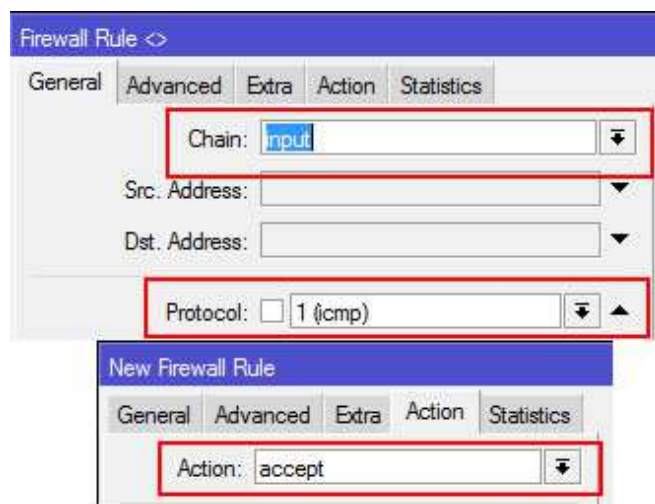 Firewall Rule <>
General Advanced Extra Action Statistics
Chain: input
Src. Address:
Dst. Address:
Protocol: 1 (icmp)
New Firewall Rule
General Advanced Extra Action Statistics
Action: accept